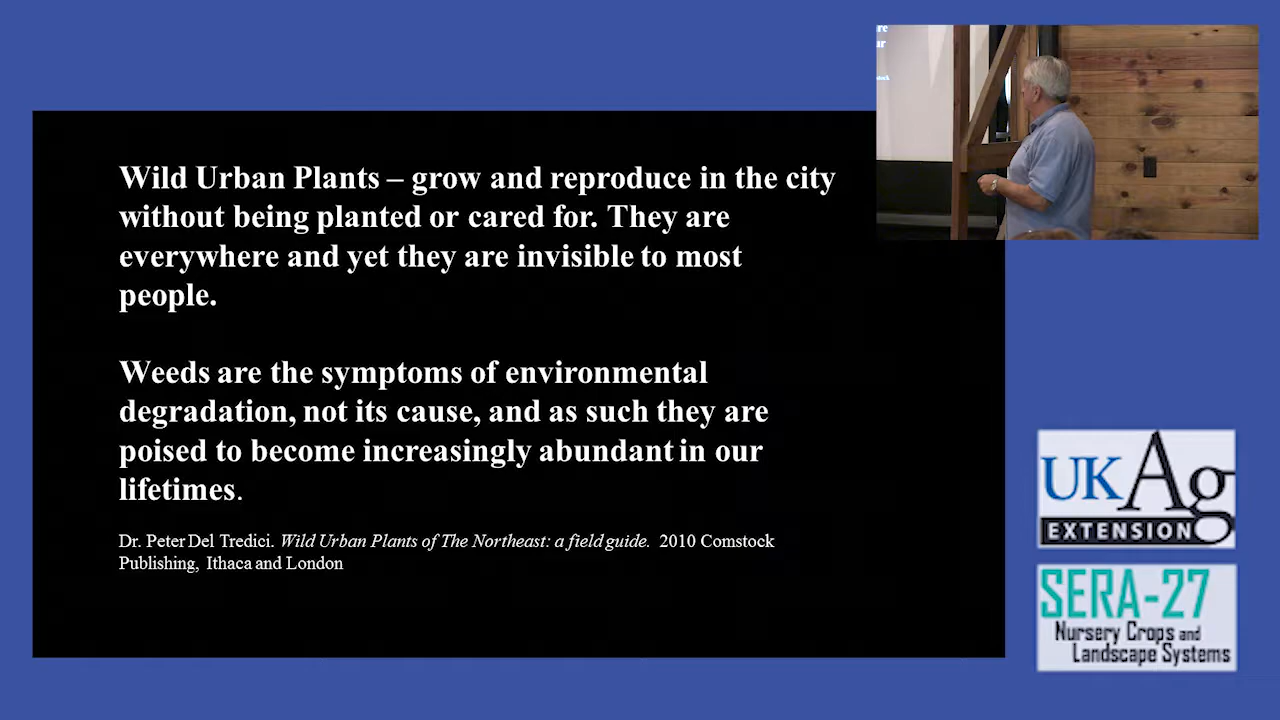 Wild Urban Plants – grow and reproduce in the city
without being planted or cared for. They are
everywhere and yet they are invisible to most
people.
Weeds are the symptoms of environmental
degradation, not its cause, and as such they are
poised to become increasingly abundant in our
lifetimes.
Dr. Peter Del Tredici. Wild Urban Plants of The Northeast: a field guide. 2010 Comstock
Publishing, Ithaca and London
UKAg
EXTENSION
SERA-27
Nursery Crops and
Landscape Systems